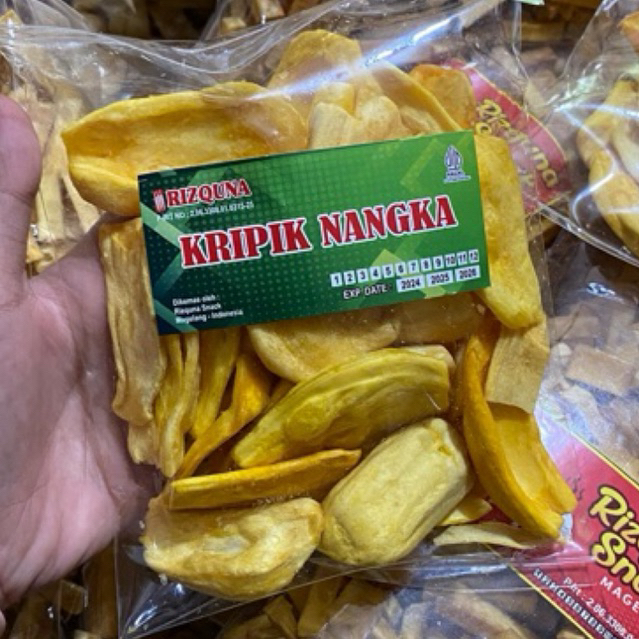 RIZQUNA
KRIPIK NANGKA
1 2 3 4 5 6 7 8 9 10 11 12
EXP DATE : 2024 2025 2026
Dikemas oleh :
Rizquna Snack
Magelang - Indonesia
Rizquna